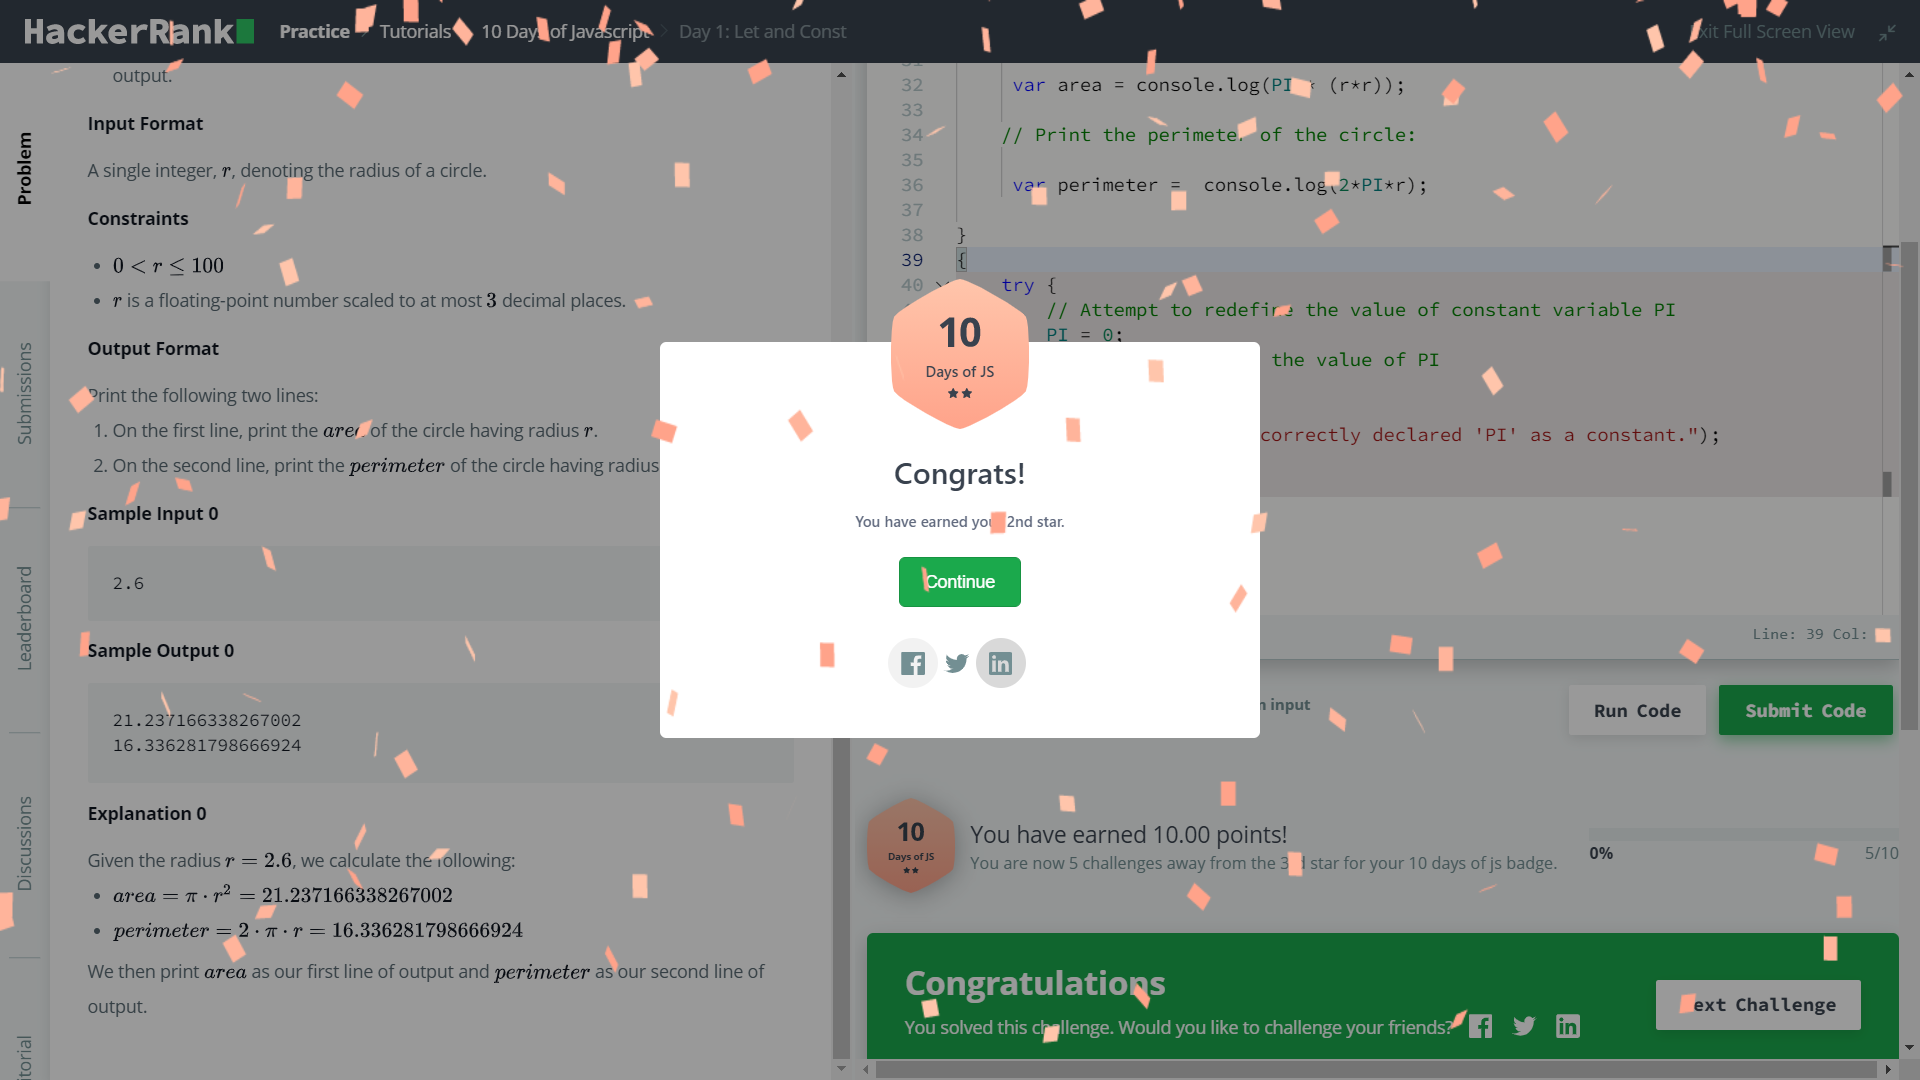 HackerRank
Practice
Tutorials
10 Days of Javascript
Day 1: Let and Const
Exit Full Screen View
Problem
Submissions
Leaderboard
Discussions
output.
Input Format
A single integer, r, denoting the radius of a circle.
Constraints
• 0 < r ≤ 100
• r is a floating-point number scaled to at most 3 decimal places.
Output Format
Print the following two lines:
1. On the first line, print the area of the circle having radius r.
2. On the second line, print the perimeter of the circle having radius
Sample Input 0
2.6
Sample Output 0
21.237166338267002
16.336281798666924
Explanation 0
Given the radius r = 2.6, we calculate the following:
• area = π · r² = 21.237166338267002
• perimeter = 2 · π · r = 16.336281798666924
We then print area as our first line of output and perimeter as our second line of
output.
31
32 var area = console.log(PI * (r*r));
33
34 // Print the perimeter of the circle:
35
36 var perimeter = console.log(2*PI*r);
37
38 }
39 {
40 try {
// Attempt to redefine the value of constant variable PI
PI = 0;
the value of PI
correctly declared 'PI' as a constant.");
Line: 39 Col:
input
Run Code
Submit Code
10
Days of JS
Congrats!
You have earned your 2nd star.
Continue
10
Days of JS
You have earned 10.00 points!
You are now 5 challenges away from the 3rd star for your 10 days of js badge.
0%
5/10
Congratulations
You solved this challenge. Would you like to challenge your friends?
Next Challenge